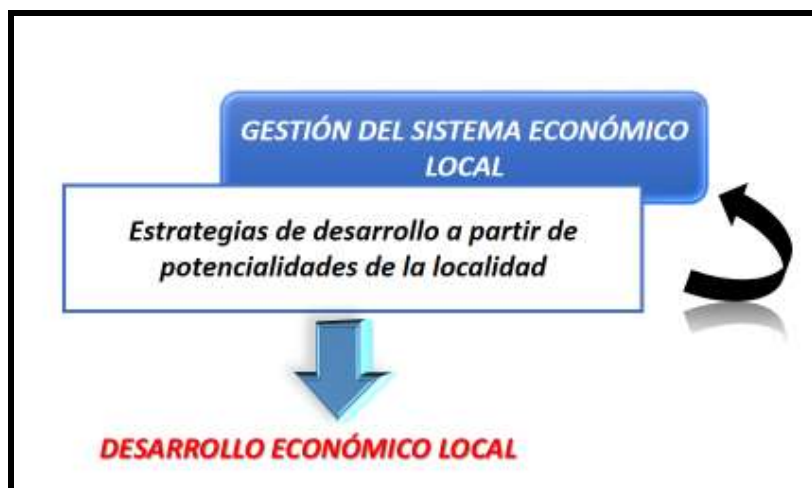 GESTIÓN DEL SISTEMA ECONÓMICO
LOCAL
Estrategias de desarrollo a partir de
potencialidades de la localidad
DESARROLLO ECONÓMICO LOCAL